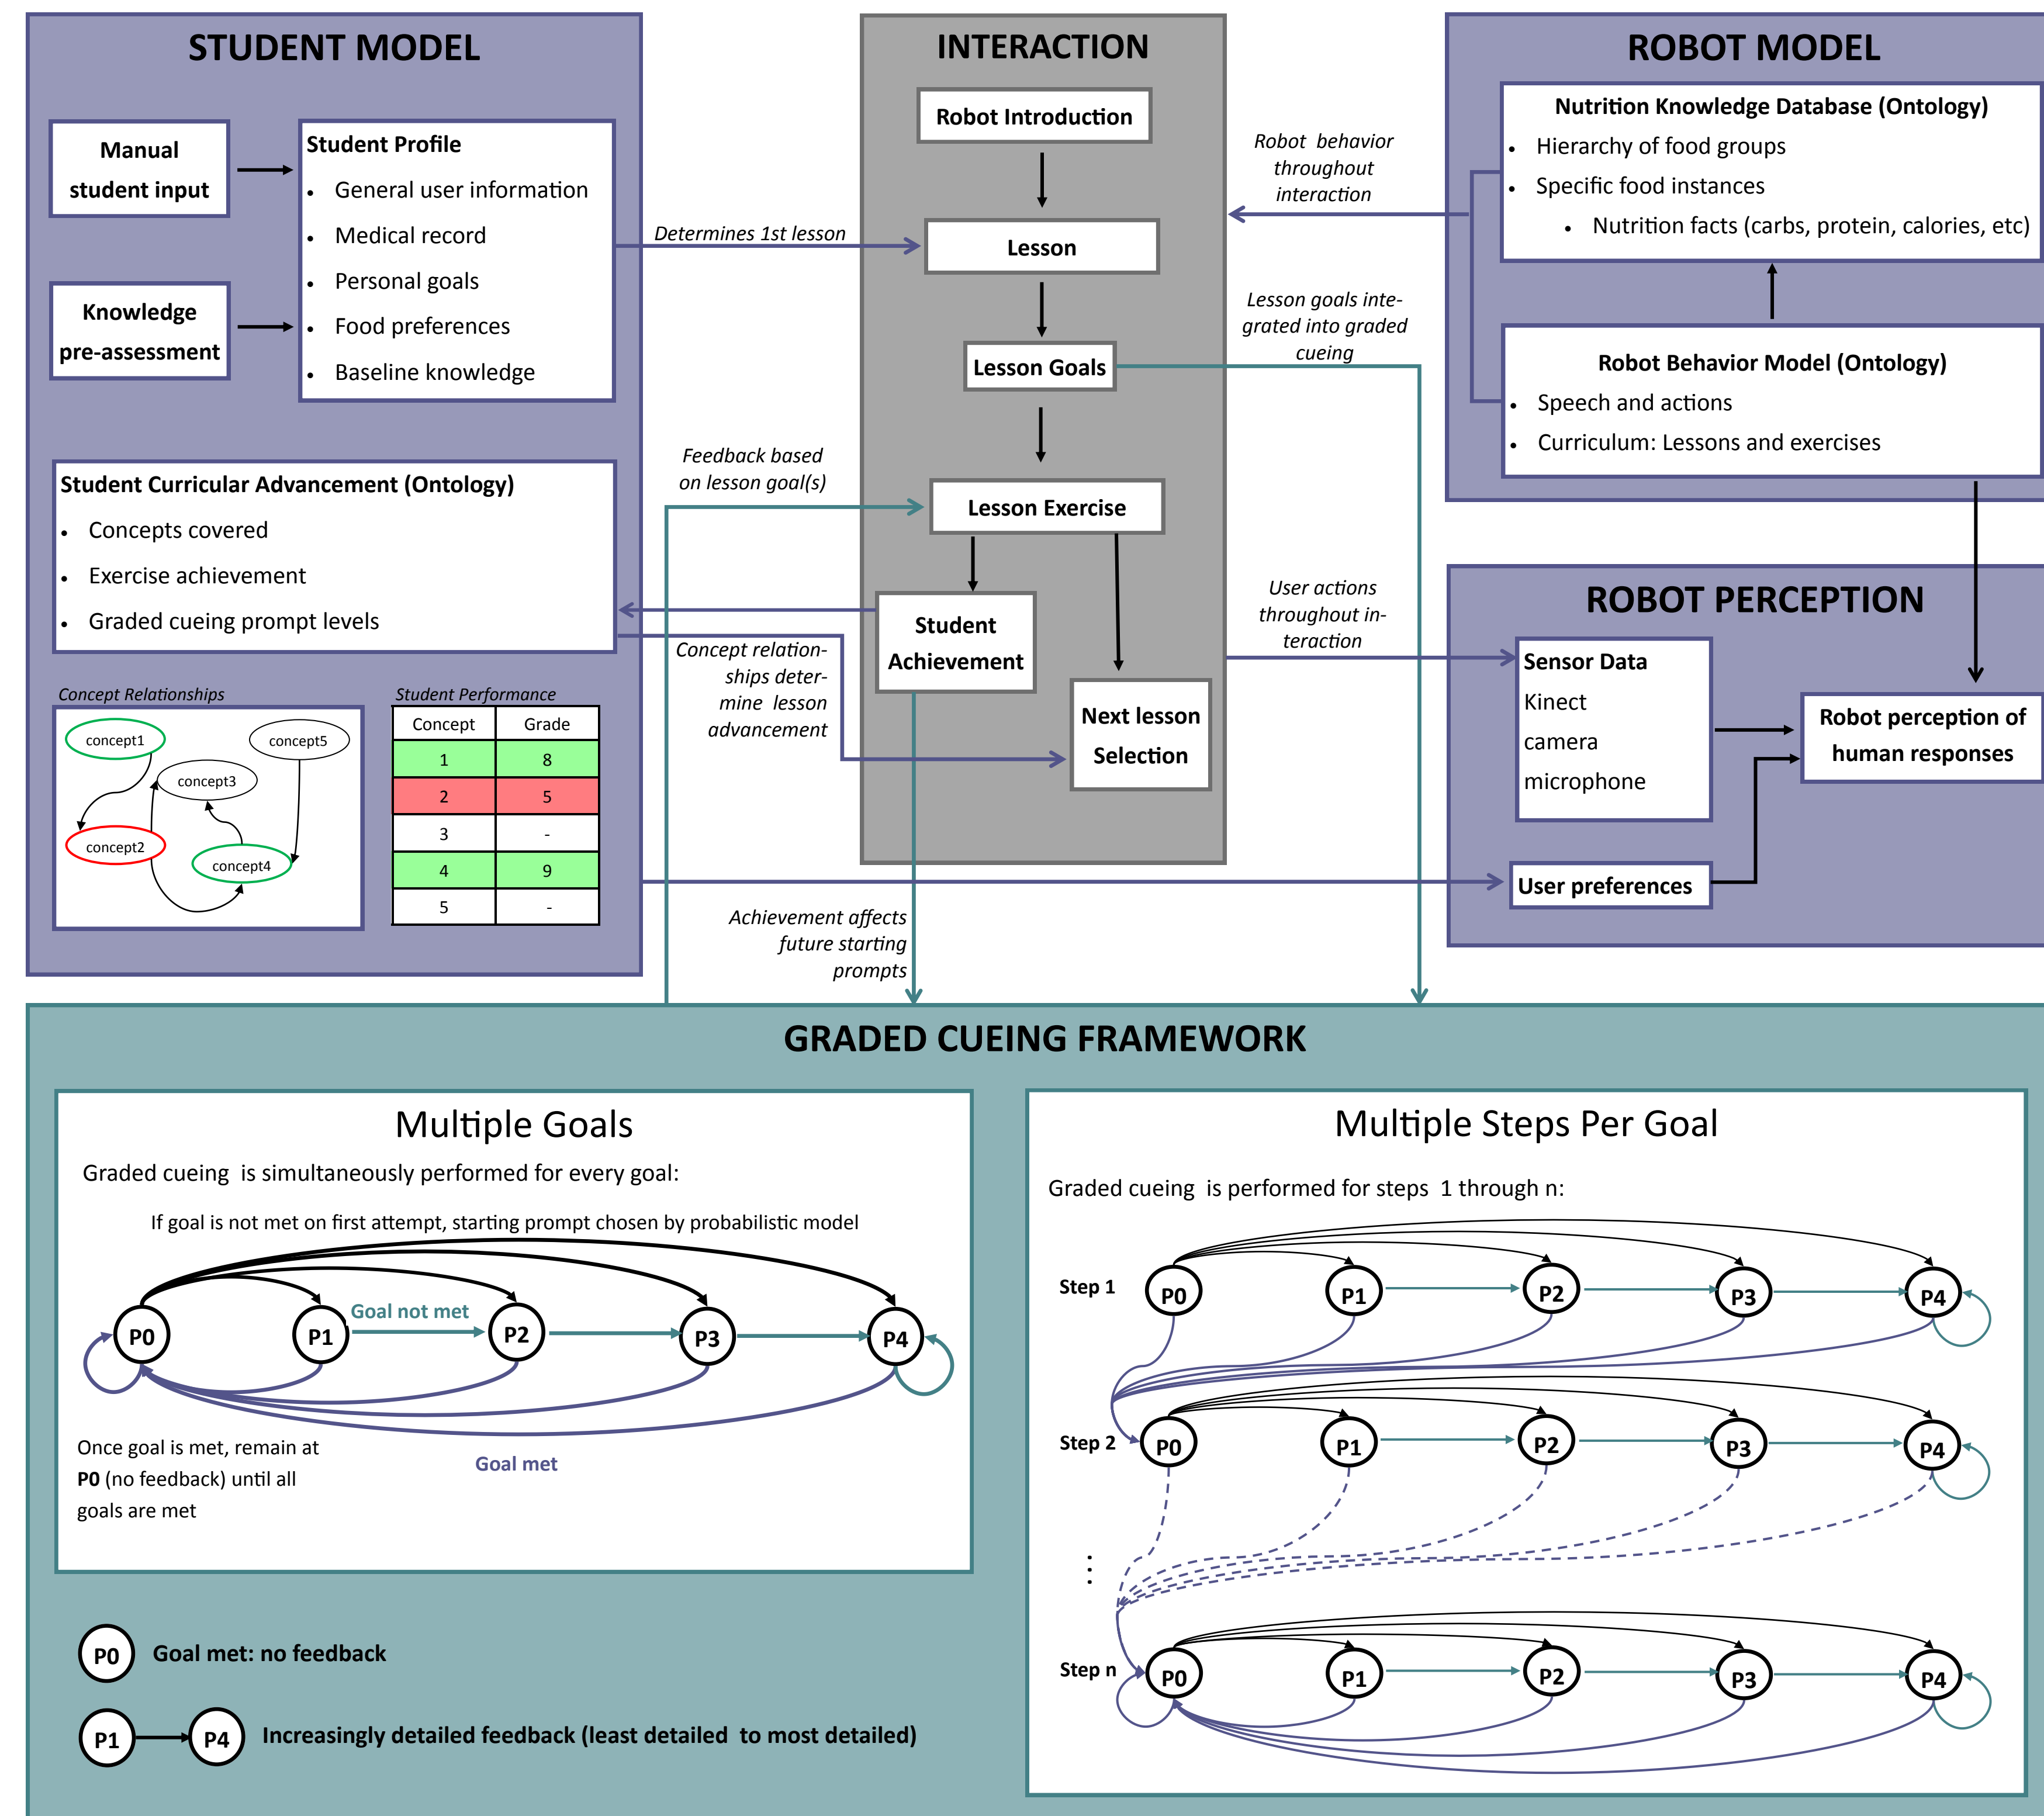 STUDENT MODEL
Manual
student input
Knowledge
pre-assessment
Student Profile
• General user information
• Medical record
• Personal goals
• Food preferences
• Baseline knowledge
Student Curricular Advancement (Ontology)
• Concepts covered
• Exercise achievement
• Graded cueing prompt levels
Concept Relationships
concept1
concept5
concept3
concept2
concept4
Student Performance
Concept Grade
1 8
2 5
3 -
4 9
5 -
Determines 1st lesson
Feedback based
on lesson goal(s)
Concept relation-
ships deter-
mine lesson
advancement
Achievement affects
future starting
prompts
INTERACTION
Robot Introduction
Lesson
Lesson Goals
Lesson Exercise
Student
Achievement
Next lesson
Selection
Robot behavior
throughout
interaction
Lesson goals inte-
grated into graded
cueing
User actions
throughout in-
teraction
ROBOT MODEL
Nutrition Knowledge Database (Ontology)
• Hierarchy of food groups
• Specific food instances
• Nutrition facts (carbs, protein, calories, etc)
Robot Behavior Model (Ontology)
• Speech and actions
• Curriculum: Lessons and exercises
ROBOT PERCEPTION
Sensor Data
Kinect
camera
microphone
Robot perception of
human responses
User preferences
GRADED CUEING FRAMEWORK
Multiple Goals
Graded cueing is simultaneously performed for every goal:
If goal is not met on first attempt, starting prompt chosen by probabilistic model
Goal not met
P0 P1 P2 P3 P4
Once goal is met, remain at
P0 (no feedback) until all
goals are met
Goal met
P0 Goal met: no feedback
P1 P4 Increasingly detailed feedback (least detailed to most detailed)
Multiple Steps Per Goal
Graded cueing is performed for steps 1 through n:
Step 1 P0 P1 P2 P3 P4
Step 2 P0 P1 P2 P3 P4
⋮
Step n P0 P1 P2 P3 P4